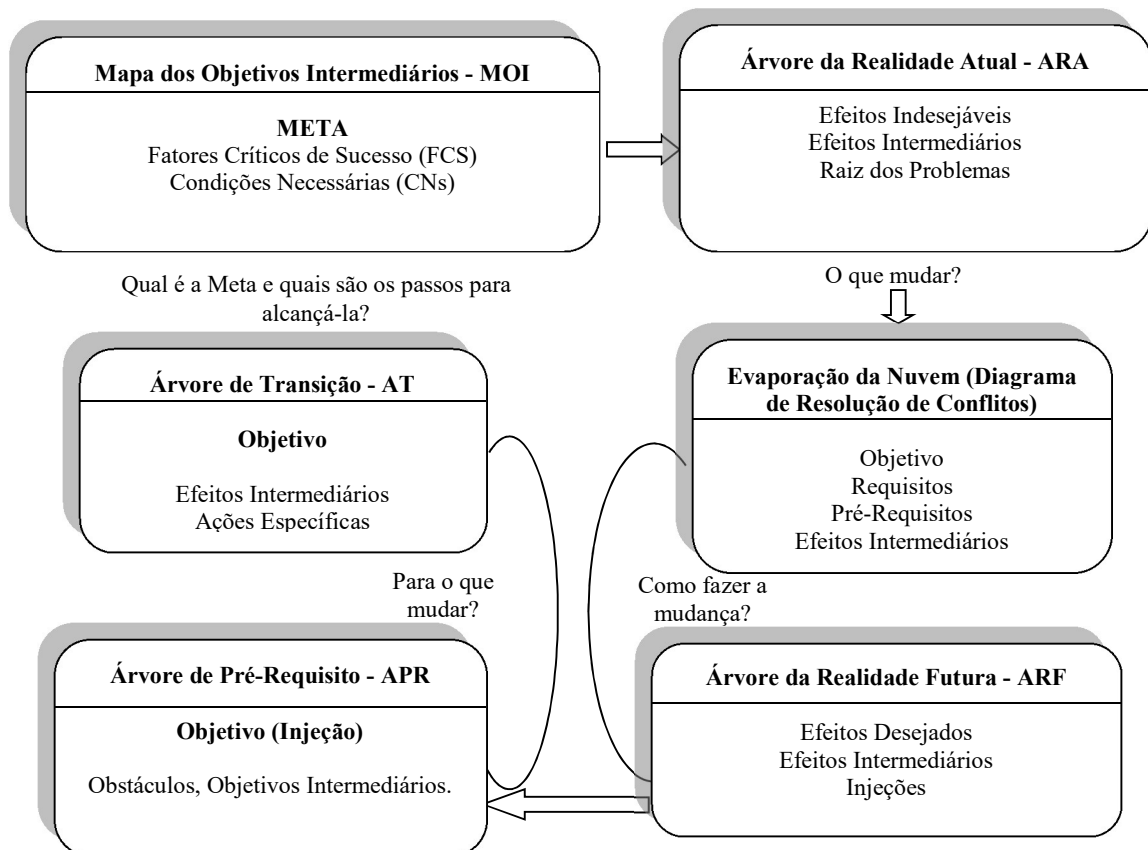 Mapa dos Objetivos Intermediários - MOI
META
Fatores Críticos de Sucesso (FCS)
Condições Necessárias (CNs)
Árvore da Realidade Atual - ARA
Efeitos Indesejáveis
Efeitos Intermediários
Raiz dos Problemas
Qual é a Meta e quais são os passos para
alcançá-la?
O que mudar?
Árvore de Transição - AT
Objetivo
Efeitos Intermediários
Ações Específicas
Evaporação da Nuvem (Diagrama
de Resolução de Conflitos)
Objetivo
Requisitos
Pré-Requisitos
Efeitos Intermediários
Para o que
mudar?
Como fazer a
mudança?
Árvore de Pré-Requisito - APR
Objetivo (Injeção)
Obstáculos, Objetivos Intermediários.
Árvore da Realidade Futura - ARF
Efeitos Desejados
Efeitos Intermediários
Injeções